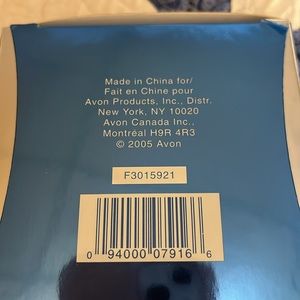 Made in China for/
Fait en Chine pour
Avon Products, Inc., Distr.
New York, NY 10020
Avon Canada Inc.,
Montréal H9R 4R3
© 2005 Avon
F3015921
0 94000 07916 6